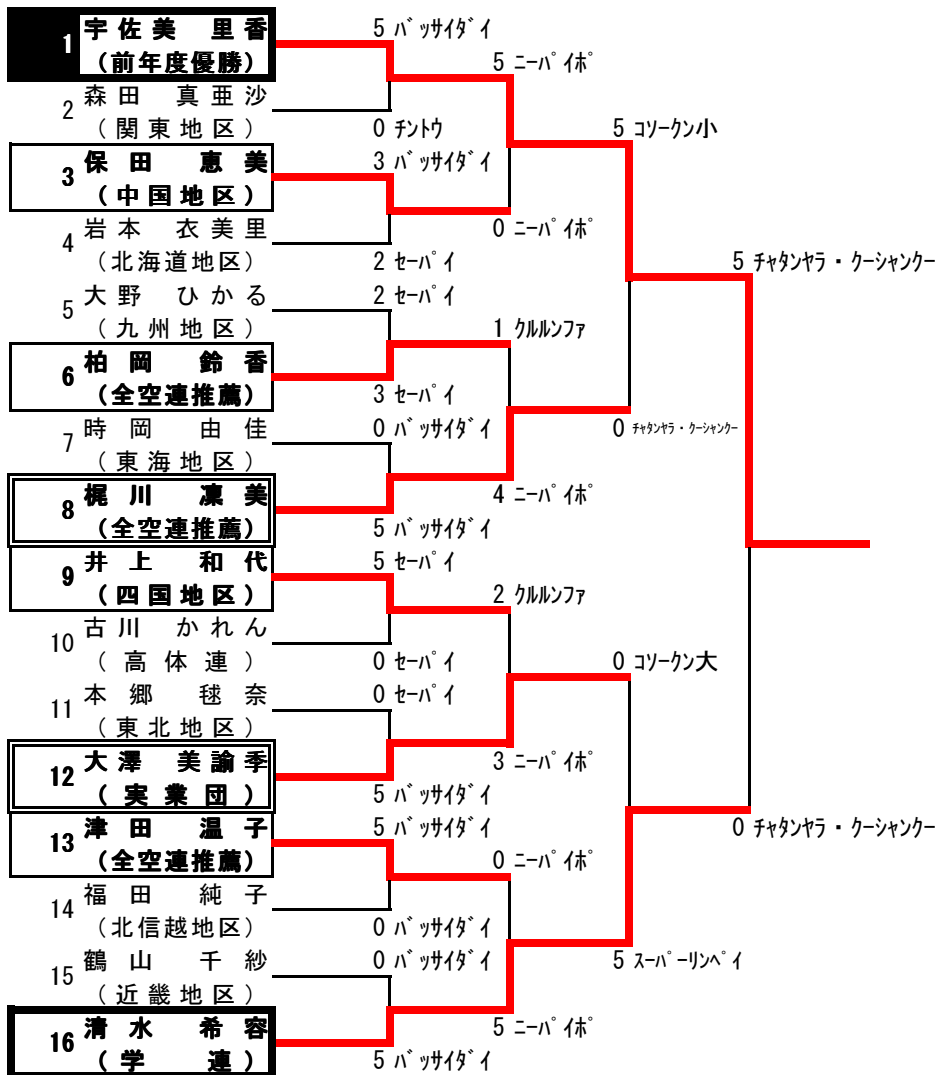 1 宇佐美 里香 5 バッサイダイ
(前年度優勝) 5 ニーパイポ
2 森田 真亜沙
(関東地区) 0 チントウ 5 コソークン小
3 保田 恵美 3 バッサイダイ
(中国地区)
4 岩本 衣美里 0 ニーパイポ
(北海道地区) 2 セーパイ 5 チャタンヤラ・クーシャンクー
5 大野 ひかる 2 セーパイ
(九州地区) 1 クルルンファ
6 柏岡 鈴香
(全空連推薦) 3 セーパイ
7 時岡 由佳 0 バッサイダイ 0 チャタンヤラ・クーシャンクー
(東海地区)
8 梶川 凜美 4 ニーパイポ
(全空連推薦) 5 バッサイダイ
9 井上 和代 5 セーパイ
(四国地区) 2 クルルンファ
10 古川 かれん
(高体連) 0 セーパイ 0 コソークン大
11 本郷 毬奈 0 セーパイ
(東北地区)
12 大澤 美諭季 3 ニーパイポ
(実業団) 5 バッサイダイ
13 津田 温子 5 バッサイダイ 0 チャタンヤラ・クーシャンクー
(全空連推薦) 0 ニーパイポ
14 福田 純子
(北信越地区) 0 バッサイダイ
15 鶴山 千紗 0 バッサイダイ 5 スーパーリンペイ
(近畿地区)
16 清水 希容 5 ニーパイポ
(学連) 5 バッサイダイ